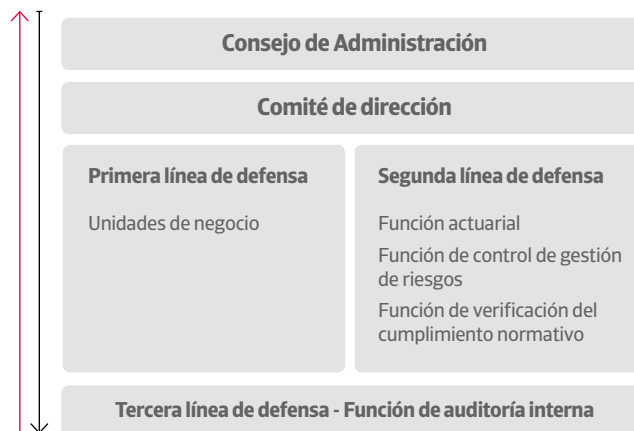 Consejo de Administración
Comité de dirección
Primera línea de defensa
Unidades de negocio
Segunda línea de defensa
Función actuarial
Función de control de gestión
de riesgos
Función de verificación del
cumplimiento normativo
Tercera línea de defensa - Función de auditoría interna